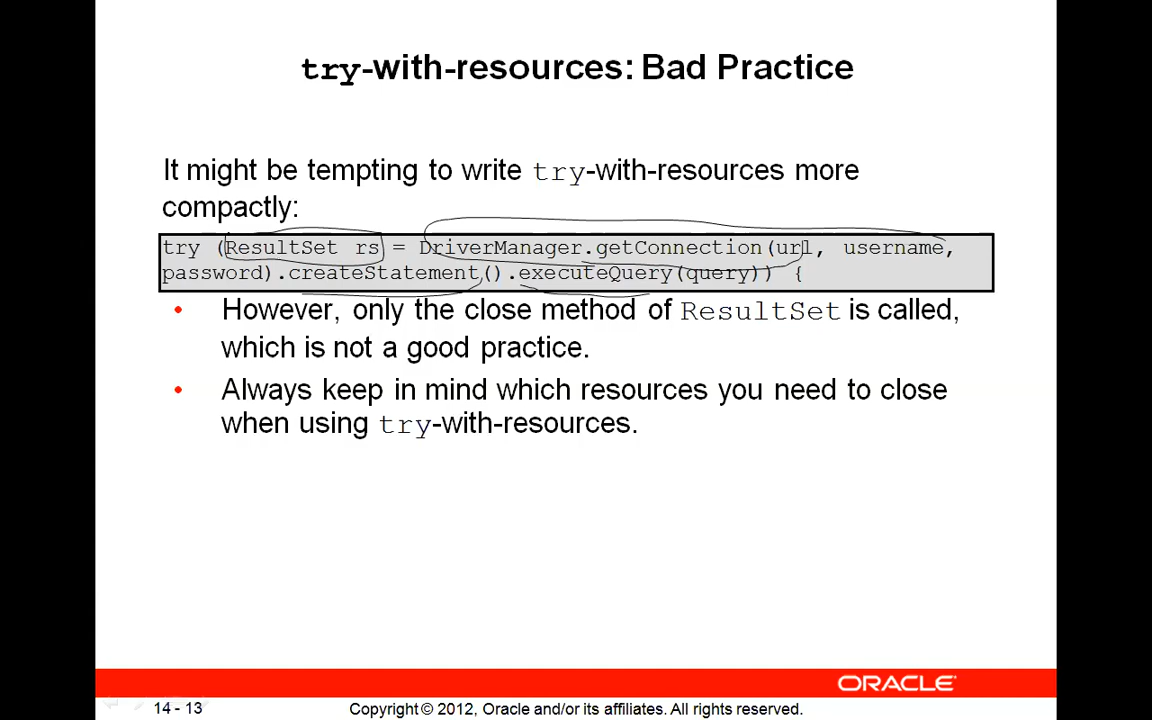 try-with-resources: Bad Practice
It might be tempting to write try-with-resources more
compactly:
try (ResultSet rs = DriverManager.getConnection(url, username,
password).createStatement().executeQuery(query)) {
• However, only the close method of ResultSet is called,
which is not a good practice.
• Always keep in mind which resources you need to close
when using try-with-resources.
ORACLE
14 - 13
Copyright © 2012, Oracle and/or its affiliates. All rights reserved.